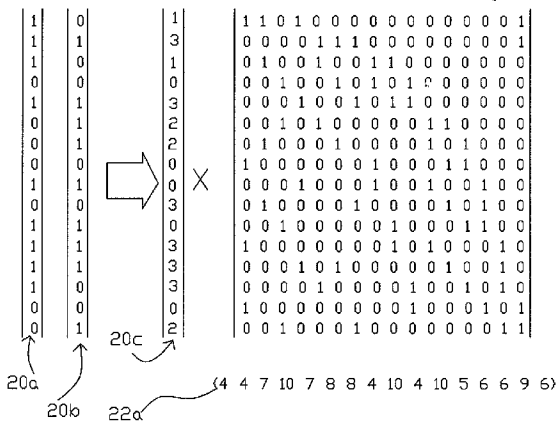 1 0 1 1 1 0 1 0 0 0 0 0 0 0 0 0 0 0 1
1 1 3 0 0 0 0 1 1 1 0 0 0 0 0 0 0 0 1
1 0 1 0 1 0 0 1 0 0 1 1 0 0 0 0 0 0 0
0 0 0 0 0 1 0 0 1 0 1 0 1 0 0 0 0 0 0
1 1 3 0 0 0 1 0 0 1 0 1 1 0 0 0 0 0 0
0 1 2 0 0 1 0 1 0 0 0 0 0 1 1 0 0 0 0
0 1 2 0 1 0 0 0 1 0 0 0 0 1 0 1 0 0 0
0 0 0 1 0 0 0 0 0 1 0 0 0 0 1 1 0 0 0
1 0 0 0 0 0 1 0 0 0 1 0 0 1 0 0 1 0 0
0 1 3 0 1 0 0 0 0 1 0 0 0 0 1 0 1 0 0
1 0 0 0 0 1 0 0 0 0 0 1 0 0 0 1 1 0 0
1 1 3 1 0 0 0 0 0 0 0 0 1 1 0 0 0 1 0
1 1 3 0 0 0 1 0 1 0 0 0 0 0 1 0 0 1 0
1 1 3 0 0 0 0 1 0 0 0 0 1 0 0 1 0 1 0
0 0 0 1 0 0 0 0 0 0 0 1 0 0 0 0 1 0 1
0 1 2 0 0 1 0 0 0 1 0 0 0 0 0 0 0 1 1
X
20a
20b
20c
22a
{4 4 7 10 7 8 8 4 10 4 10 5 6 6 9 6}